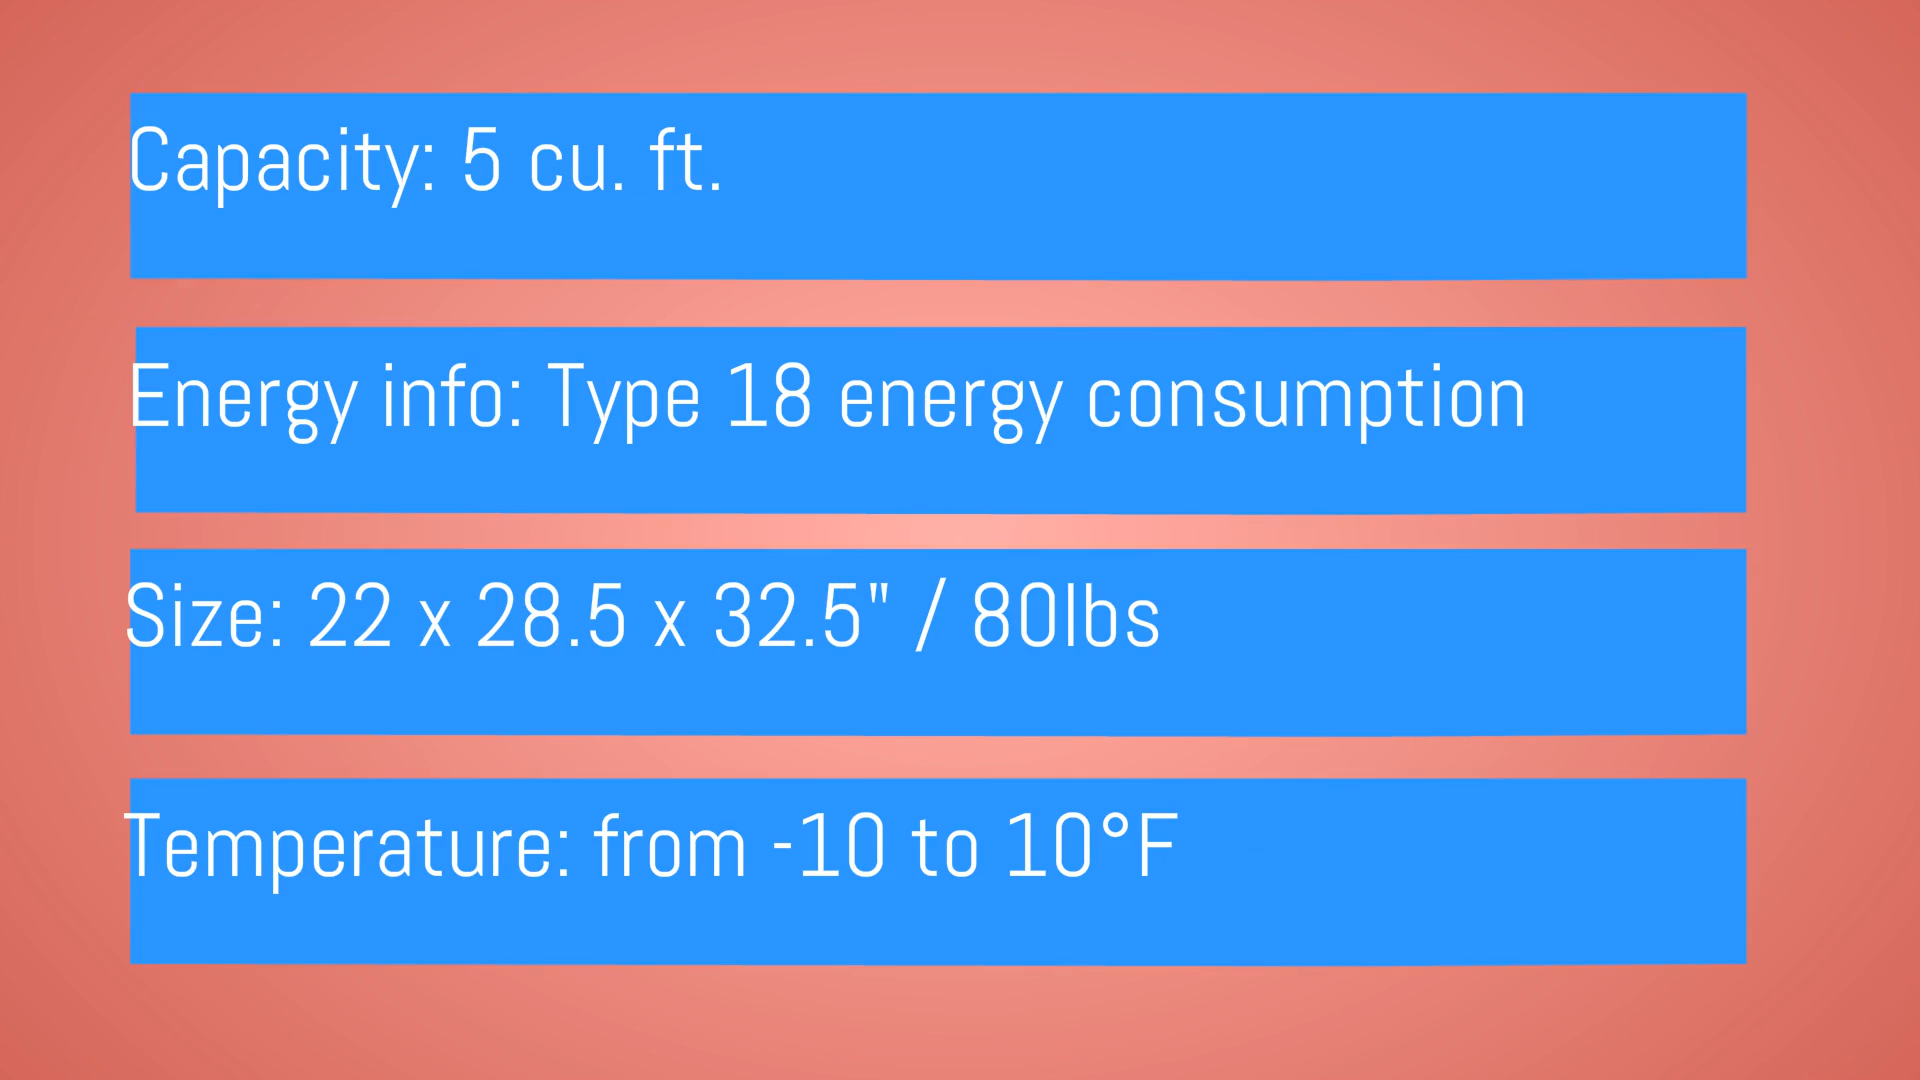 Capacity: 5 cu. ft.
Energy info: Type 18 energy consumption
Size: 22 x 28.5 x 32.5" / 80lbs
Temperature: from -10 to 10°F